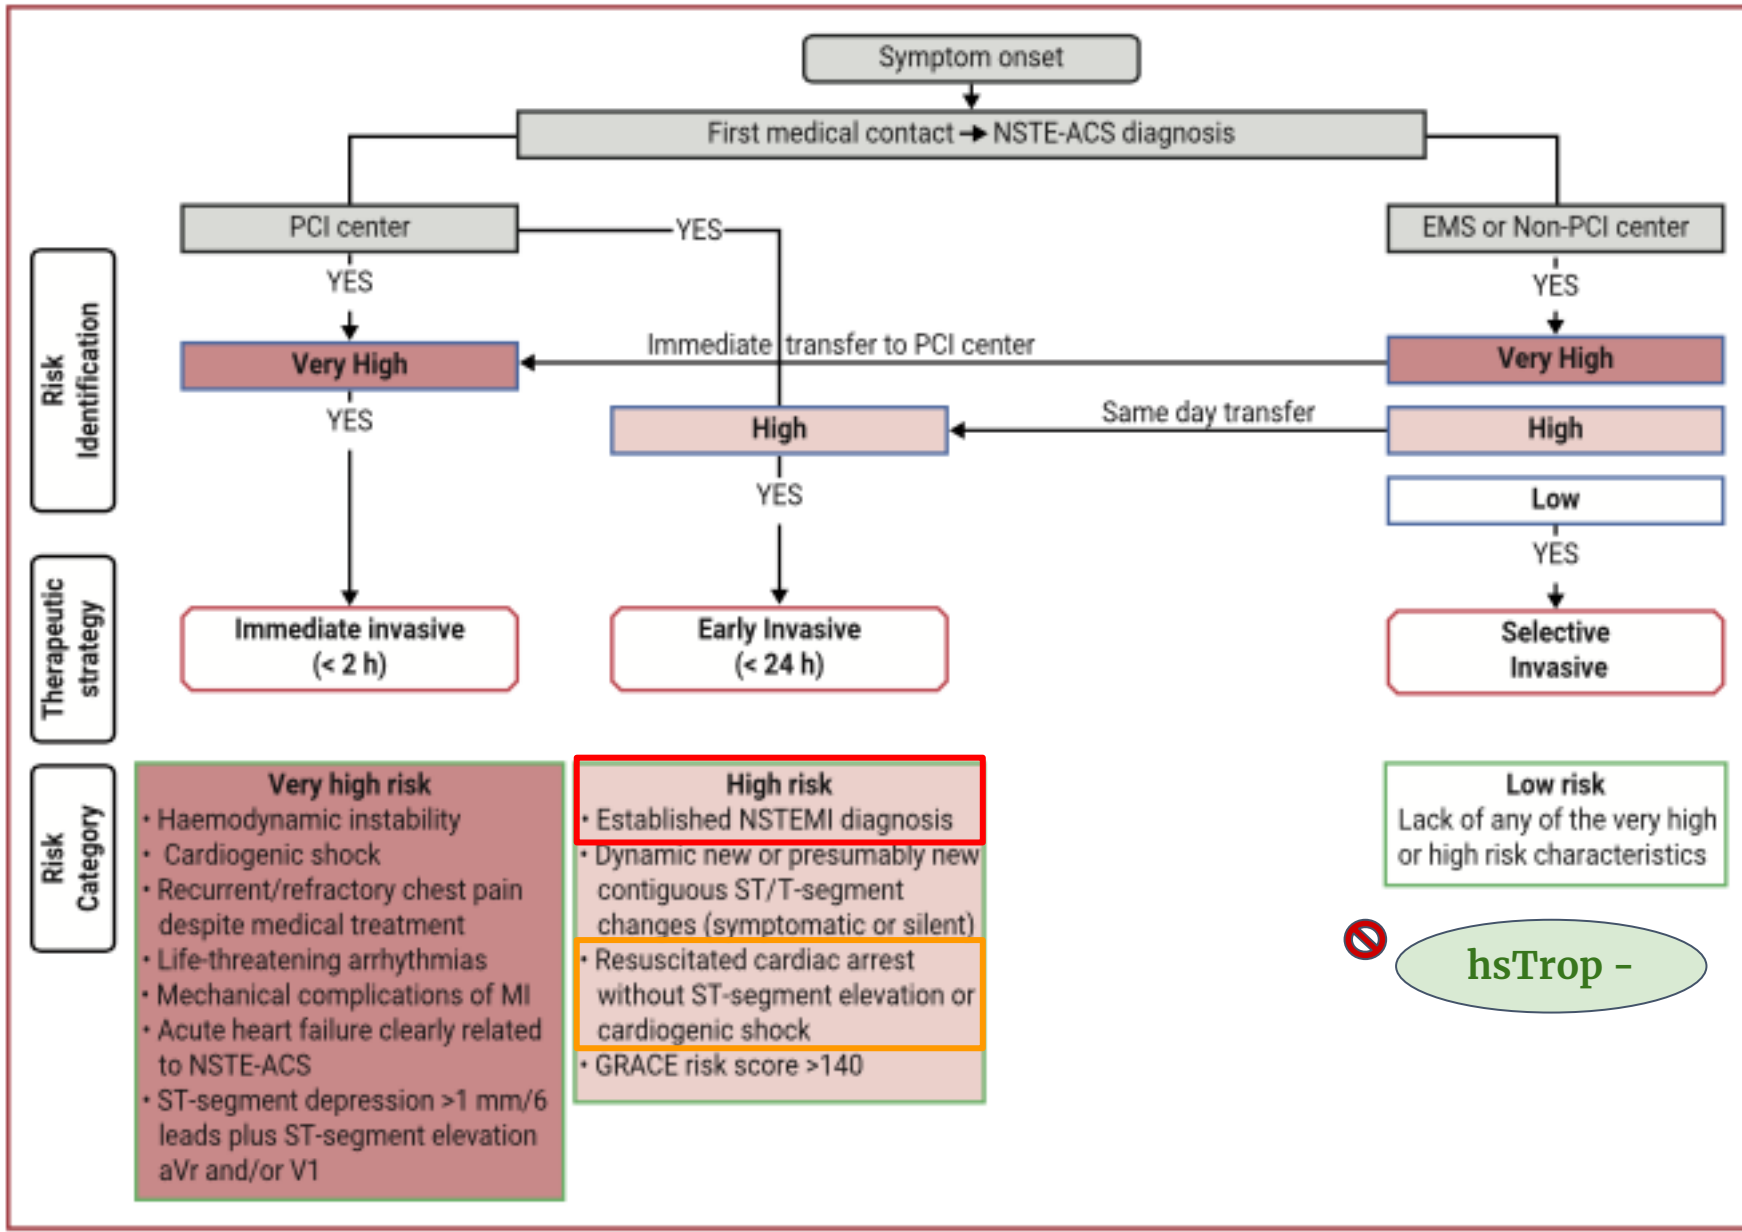 Symptom onset
First medical contact → NSTE-ACS diagnosis
PCI center
YES
EMS or Non-PCI center
YES
YES
Very High
Immediate transfer to PCI center
Very High
YES
High
Same day transfer
High
YES
Low
YES
Risk
Identification
Therapeutic
strategy
Immediate invasive
(< 2 h)
Early Invasive
(< 24 h)
Selective
Invasive
Risk
Category
Very high risk
• Haemodynamic instability
• Cardiogenic shock
• Recurrent/refractory chest pain
despite medical treatment
• Life-threatening arrhythmias
• Mechanical complications of MI
• Acute heart failure clearly related
to NSTE-ACS
• ST-segment depression >1 mm/6
leads plus ST-segment elevation
aVr and/or V1
High risk
• Established NSTEMI diagnosis
• Dynamic new or presumably new
contiguous ST/T-segment
changes (symptomatic or silent)
• Resuscitated cardiac arrest
without ST-segment elevation or
cardiogenic shock
• GRACE risk score >140
Low risk
Lack of any of the very high
or high risk characteristics
hsTrop -